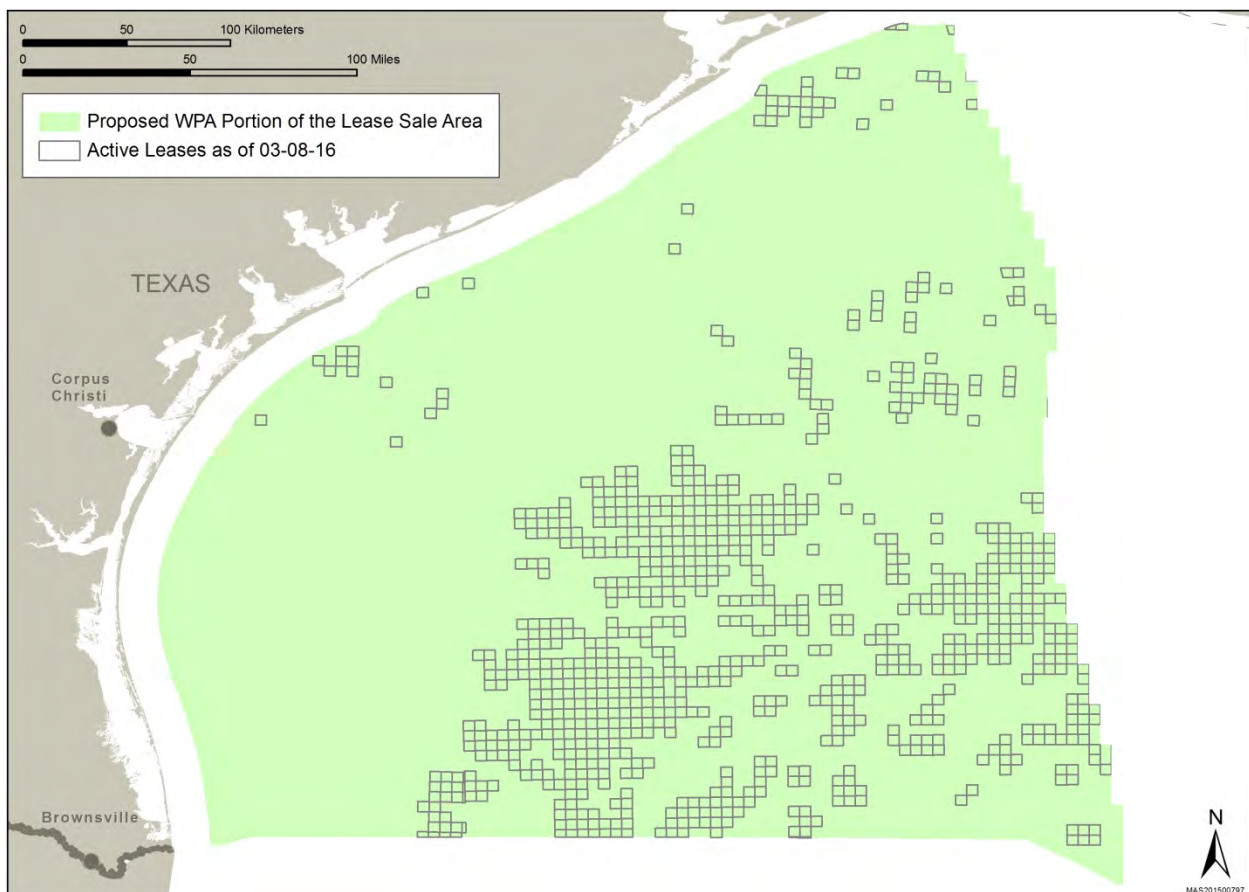 0 50 100 Kilometers
0 50 100 Miles
Proposed WPA Portion of the Lease Sale Area
Active Leases as of 03-08-16
TEXAS
Corpus
Christi
Brownsville
N
MAS201500797